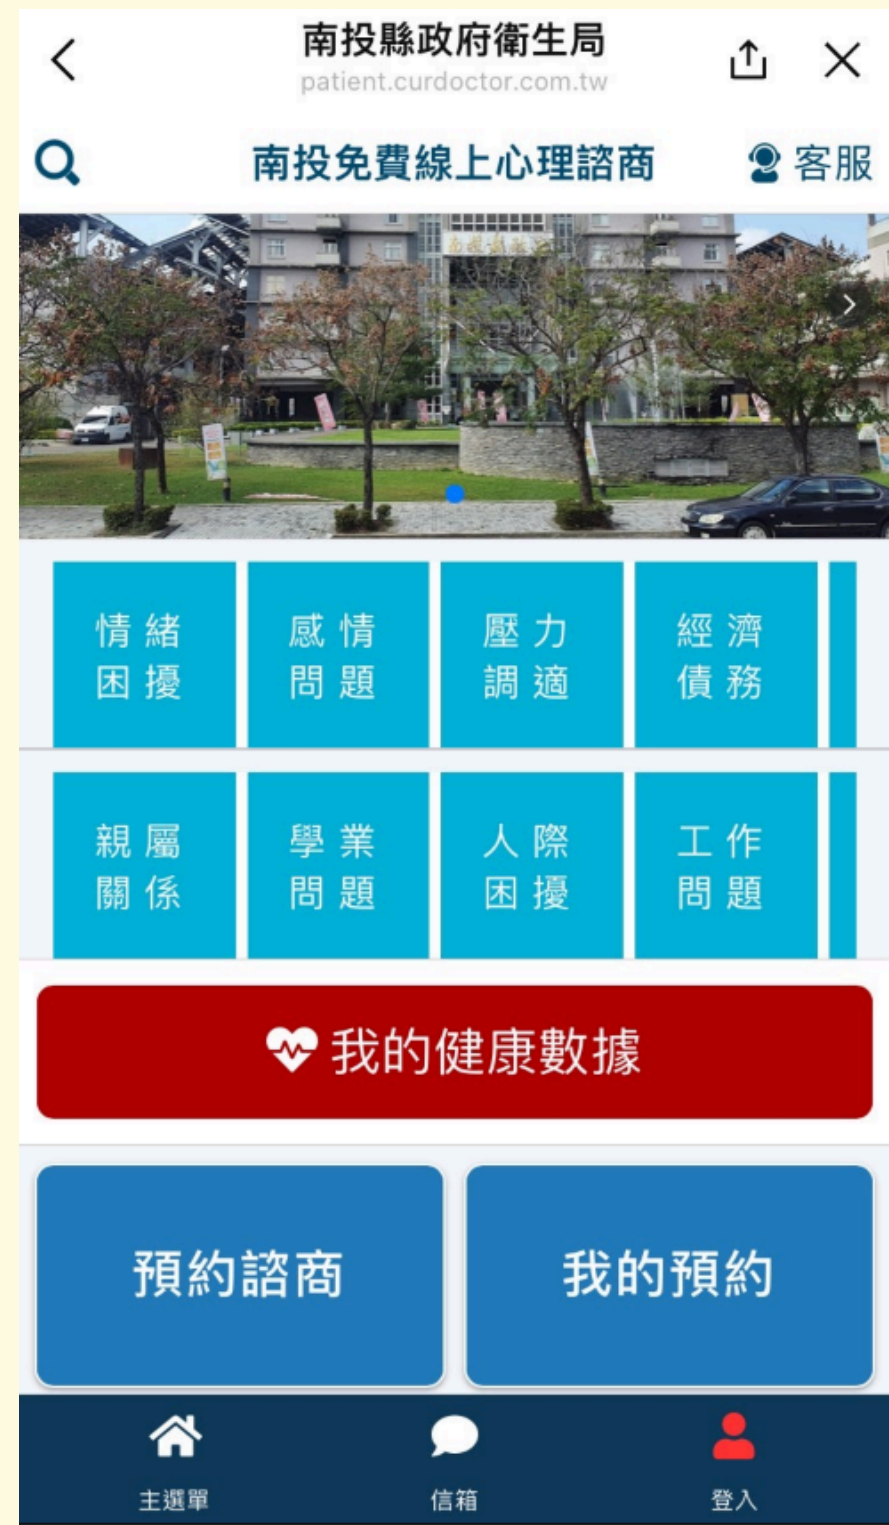 南投縣政府衛生局
patient.curdoctor.com.tw
南投免費線上心理諮商
客服
情緒
困擾
感情
問題
壓力
調適
經濟
債務
親屬
關係
學業
問題
人際
困擾
工作
問題
我的健康數據
預約諮商
我的預約
主選單
信箱
登入